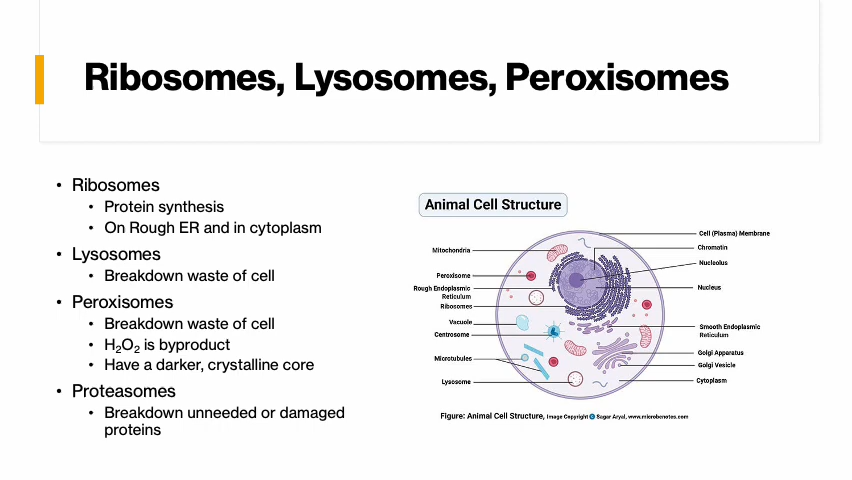 Ribosomes, Lysosomes, Peroxisomes
• Ribosomes
• Protein synthesis
• On Rough ER and in cytoplasm
• Lysosomes
• Breakdown waste of cell
• Peroxisomes
• Breakdown waste of cell
• H₂O₂ is byproduct
• Have a darker, crystalline core
• Proteasomes
• Breakdown unneeded or damaged
proteins
Animal Cell Structure
Mitochondria
Peroxisome
Rough Endoplasmic
Reticulum
Ribosomes
Vacuole
Centrosome
Microtubules
Lysosome
Cell (Plasma) Membrane
Chromatin
Nucleolus
Nucleus
Smooth Endoplasmic
Reticulum
Golgi Apparatus
Golgi Vesicle
Cytoplasm
Figure: Animal Cell Structure, Image Copyright © Sagar Aryal, www.microbenotes.com